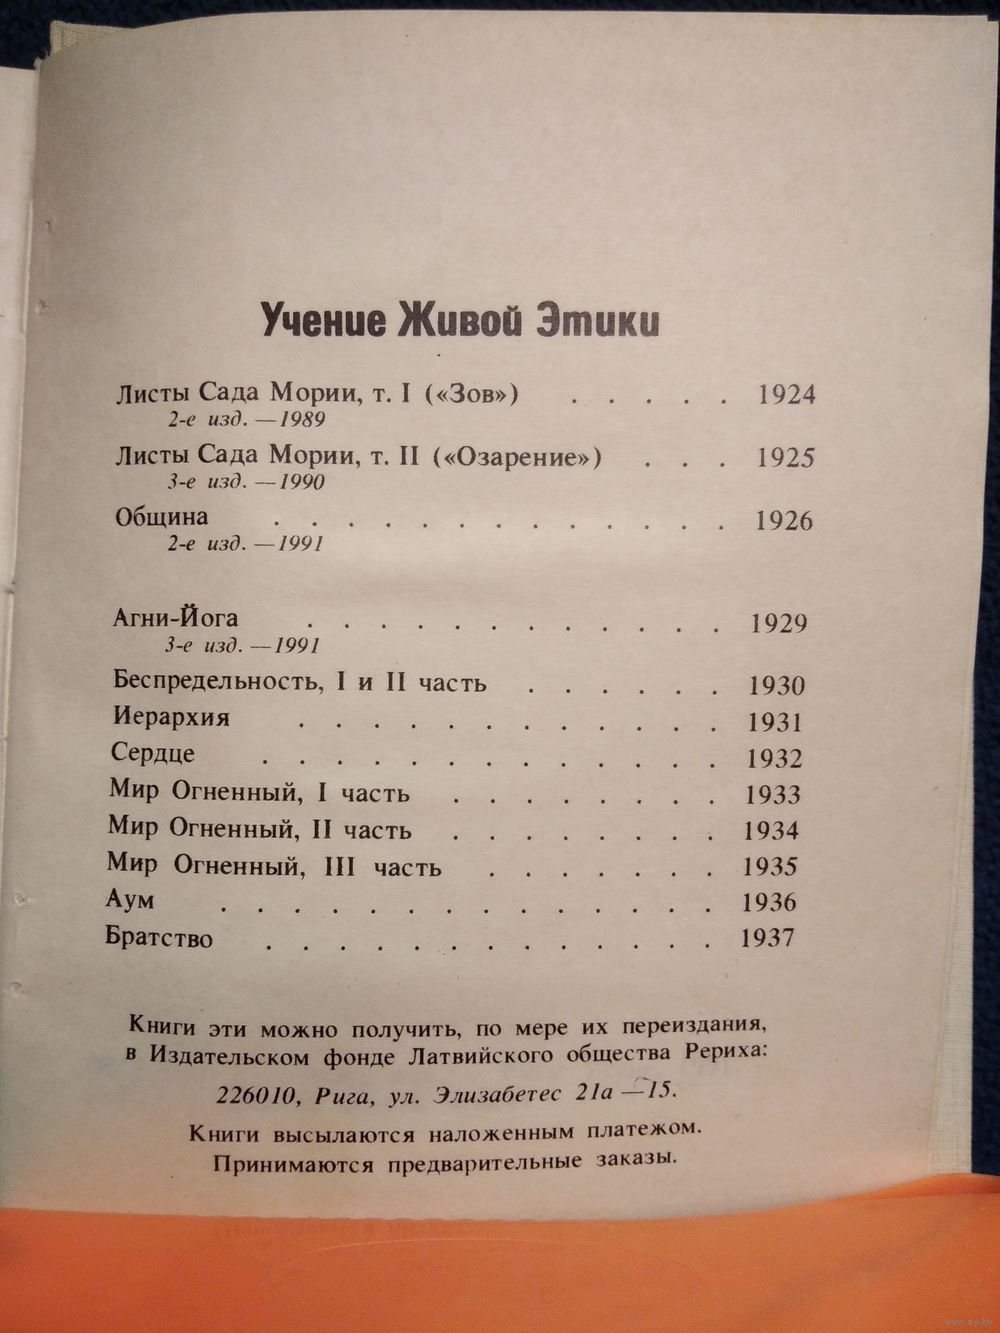 Учение Живой Этики
Листы Сада Мории, т. I («Зов») . . . . . 1924
2-е изд. — 1989
Листы Сада Мории, т. II («Озарение») . . . 1925
3-е изд. — 1990
Община . . . . . . . . . . . . . 1926
2-е изд. — 1991
Агни-Йога . . . . . . . . . . . . 1929
3-е изд. — 1991
Беспредельность, I и II часть . . . . . . 1930
Иерархия . . . . . . . . . . . . 1931
Сердце . . . . . . . . . . . . . 1932
Мир Огненный, I часть . . . . . . . . 1933
Мир Огненный, II часть . . . . . . . . 1934
Мир Огненный, III часть . . . . . . . 1935
Аум . . . . . . . . . . . . . . 1936
Братство . . . . . . . . . . . . . 1937
Книги эти можно получить, по мере их переиздания,
в Издательском фонде Латвийского общества Рериха:
226010, Рига, ул. Элизабетес 21а — 15.
Книги высылаются наложенным платежом.
Принимаются предварительные заказы.
www.ay.by